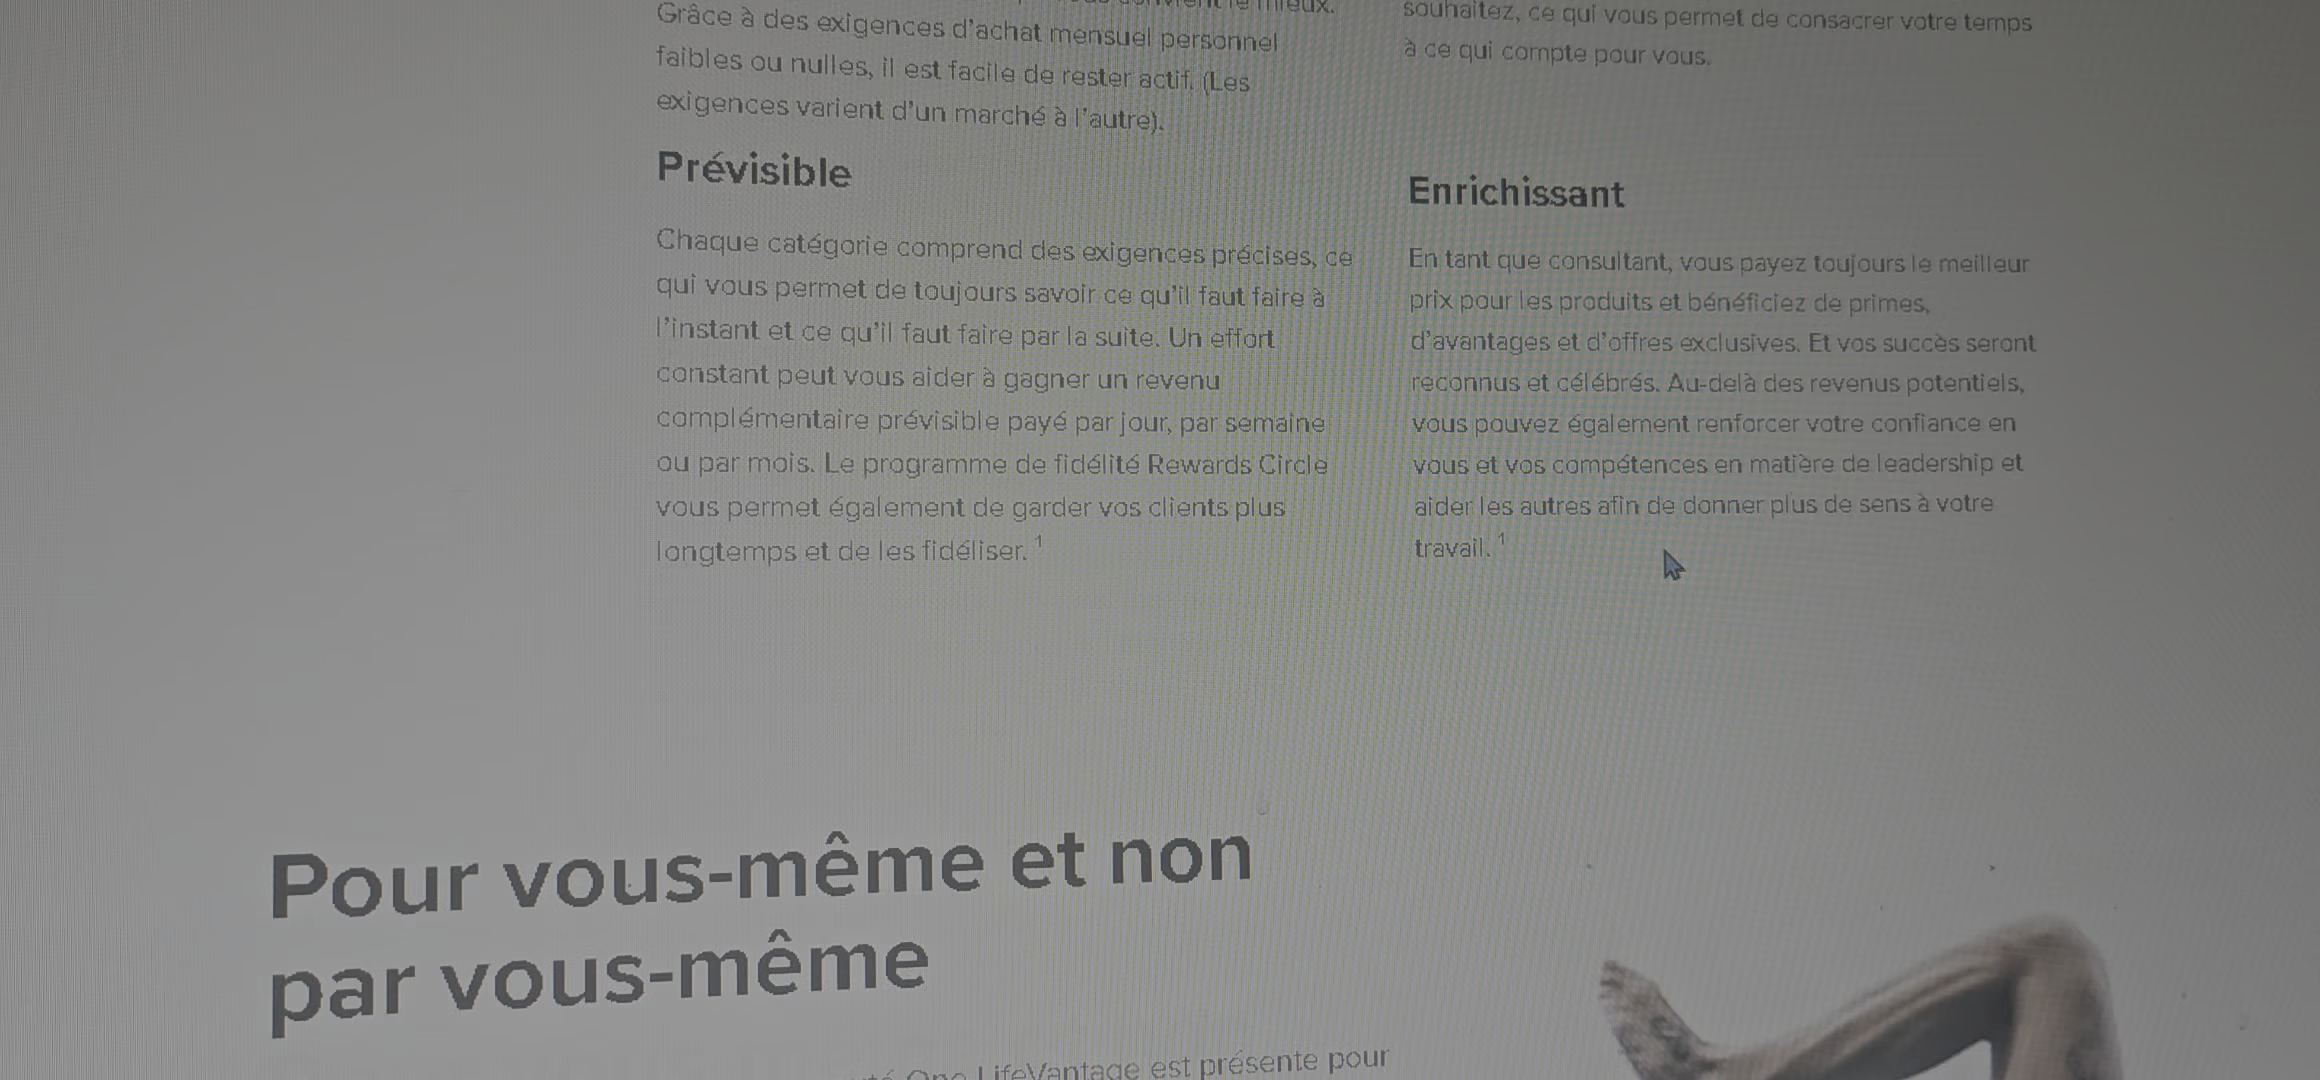 le mieux.
Grâce à des exigences d'achat mensuel personnel
faibles ou nulles, il est facile de rester actif. (Les
exigences varient d'un marché à l'autre).
Prévisible
Chaque catégorie comprend des exigences précises, ce
qui vous permet de toujours savoir ce qu'il faut faire à
l'instant et ce qu'il faut faire par la suite. Un effort
constant peut vous aider à gagner un revenu
complémentaire prévisible payé par jour, par semaine
ou par mois. Le programme de fidélité Rewards Circle
vous permet également de garder vos clients plus
longtemps et de les fidéliser. 1
souhaitez, ce qui vous permet de consacrer votre temps
à ce qui compte pour vous.
Enrichissant
En tant que consultant, vous payez toujours le meilleur
prix pour les produits et bénéficiez de primes,
d'avantages et d'offres exclusives. Et vos succès seront
reconnus et célébrés. Au-delà des revenus potentiels,
vous pouvez également renforcer votre confiance en
vous et vos compétences en matière de leadership et
aider les autres afin de donner plus de sens à votre
travail. 1
Pour vous-même et non
par vous-même
One LifeVantage est présente pour